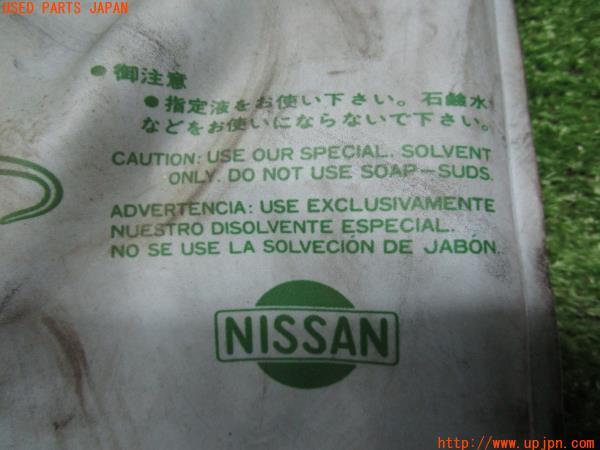 USED PARTS JAPAN
●御注意
●指定液をお使い下さい。石鹸水
などをお使いにならないで下さい。
CAUTION: USE OUR SPECIAL. SOLVENT
ONLY. DO NOT USE SOAP-SUDS.
ADVERTENCIA: USE EXCLUSIVAMENTE
NUESTRO DISOLVENTE ESPECIAL.
NO SE USE LA SOLVECIÓN DE JABÓN.
NISSAN
http://www.upjpn.com/